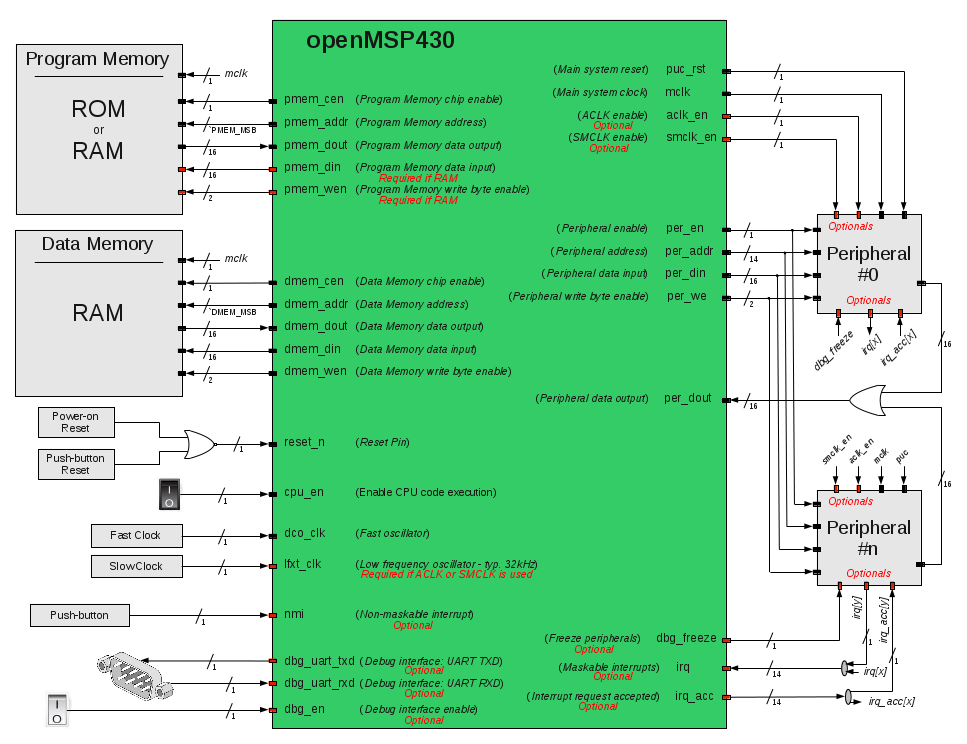 openMSP430
Program Memory
ROM
or
RAM
mclk
1
1
PMEM_MSB
16
16
2
pmem_cen (Program Memory chip enable)
pmem_addr (Program Memory address)
pmem_dout (Program Memory data output)
pmem_din (Program Memory data input)
Required if RAM
pmem_wen (Program Memory write byte enable)
Required if RAM
Data Memory
RAM
mclk
1
1
DMEM_MSB
16
16
2
dmem_cen (Data Memory chip enable)
dmem_addr (Data Memory address)
dmem_dout (Data Memory data output)
dmem_din (Data Memory data input)
dmem_wen (Data Memory write byte enable)
Power-on
Reset
Push-button
Reset
1
reset_n (Reset Pin)
I
O
1
cpu_en (Enable CPU code execution)
Fast Clock
1
dco_clk (Fast oscillator)
SlowClock
1
lfxt_clk (Low frequency oscillator - typ. 32kHz)
Required if ACLK or SMCLK is used
Push-button
1
nmi (Non-maskable interrupt)
Optional
1
dbg_uart_txd (Debug interface: UART TXD)
Optional
1
dbg_uart_rxd (Debug interface: UART RXD)
Optional
I
O
1
dbg_en (Debug interface enable)
Optional
(Main system reset) puc_rst
1
(Main system clock) mclk
1
(ACLK enable) aclk_en
Optional
1
(SMCLK enable) smclk_en
Optional
1
(Peripheral enable) per_en
1
(Peripheral address) per_addr
14
(Peripheral data input) per_din
16
(Peripheral write byte enable) per_we
2
Optionals
Peripheral
#0
Optionals
dbg_freeze
irq[x]
irq_acc[x]
16
(Peripheral data output) per_dout
16
smclk_en
aclk_en
mclk
puc
16
Optionals
Peripheral
#n
Optionals
irq[y]
irq_acc[y]
1
1
(Freeze peripherals) dbg_freeze
Optional
1
(Maskable interrupts) irq
Optional
14
irq[x]
(Interrupt request accepted) irq_acc
Optional
14
irq_acc[x]